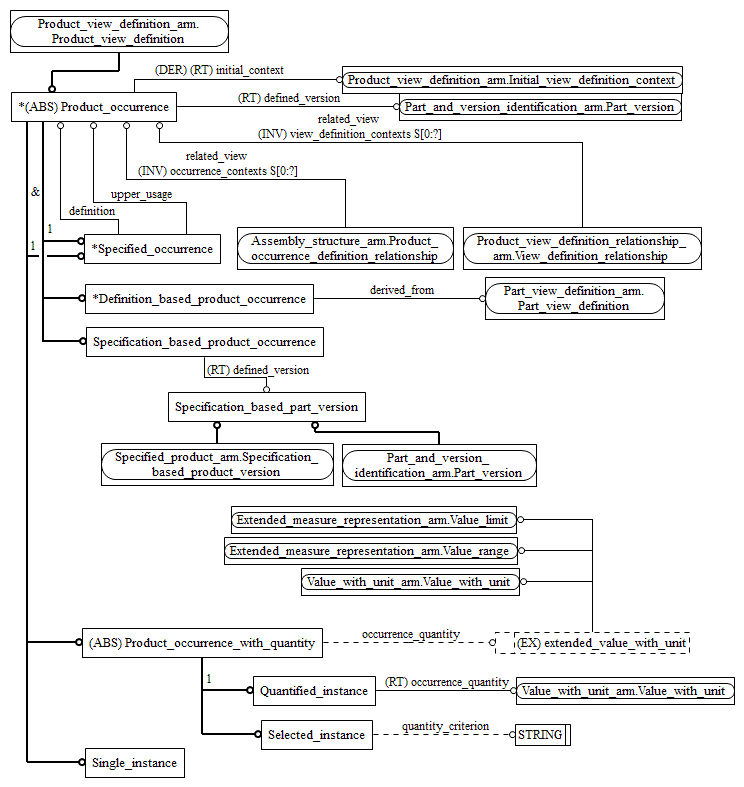 Product_view_definition_arm.
Product_view_definition
(DER) (RT) initial_context
Product_view_definition_arm.Initial_view_definition_context
*(ABS) Product_occurrence
(RT) defined_version
Part_and_version_identification_arm.Part_version
related_view
(INV) view_definition_contexts S[0:?]
related_view
(INV) occurrence_contexts S[0:?]
&
upper_usage
definition
1
1
*Specified_occurrence
Assembly_structure_arm.Product_
occurrence_definition_relationship
Product_view_definition_relationship_
arm.View_definition_relationship
*Definition_based_product_occurrence
derived_from
Part_view_definition_arm.
Part_view_definition
Specification_based_product_occurrence
(RT) defined_version
Specification_based_part_version
Specified_product_arm.Specification_
based_product_version
Part_and_version_
identification_arm.Part_version
Extended_measure_representation_arm.Value_limit
Extended_measure_representation_arm.Value_range
Value_with_unit_arm.Value_with_unit
(ABS) Product_occurrence_with_quantity
occurrence_quantity
(EX) extended_value_with_unit
1
Quantified_instance
(RT) occurrence_quantity
Value_with_unit_arm.Value_with_unit
Selected_instance
quantity_criterion
STRING
Single_instance